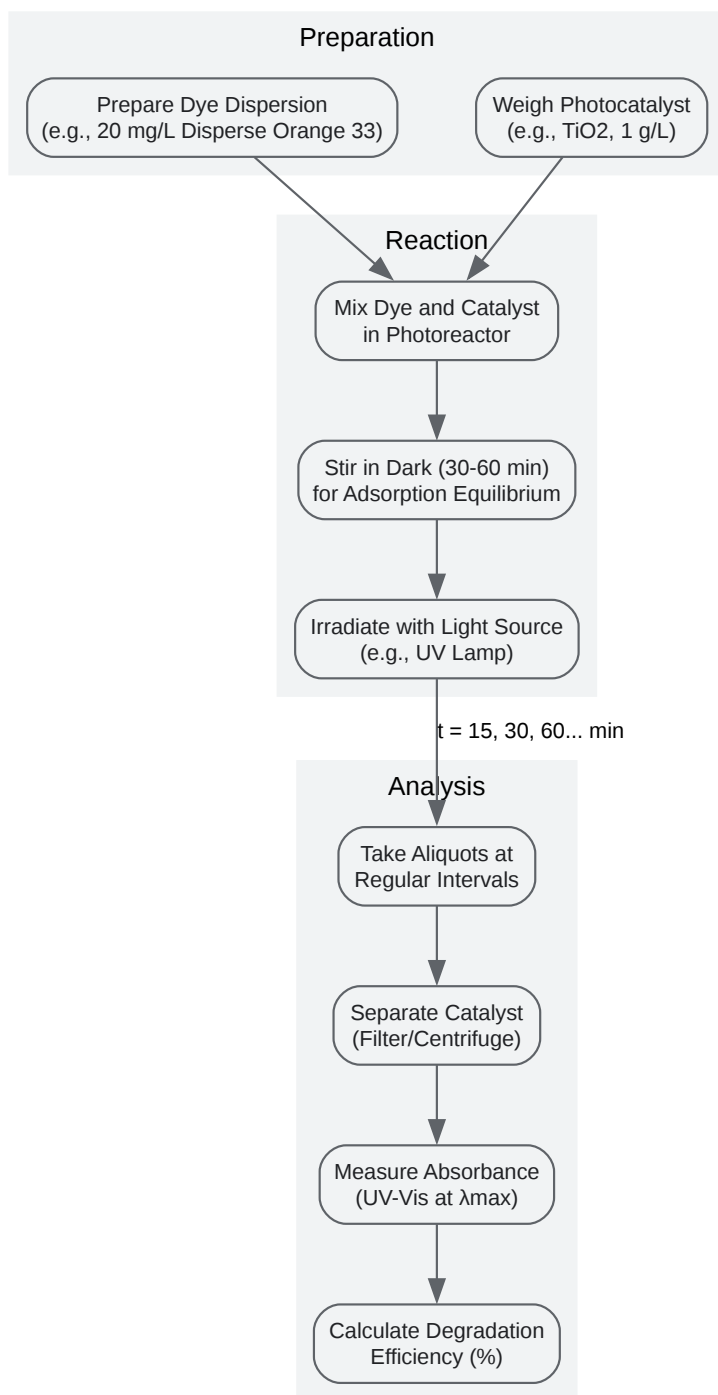 Preparation
Prepare Dye Dispersion
(e.g., 20 mg/L Disperse Orange 33)
Weigh Photocatalyst
(e.g., TiO2, 1 g/L)
Reaction
Mix Dye and Catalyst
in Photoreactor
Stir in Dark (30-60 min)
for Adsorption Equilibrium
Irradiate with Light Source
(e.g., UV Lamp)
t = 15, 30, 60... min
Analysis
Take Aliquots at
Regular Intervals
Separate Catalyst
(Filter/Centrifuge)
Measure Absorbance
(UV-Vis at λmax)
Calculate Degradation
Efficiency (%)